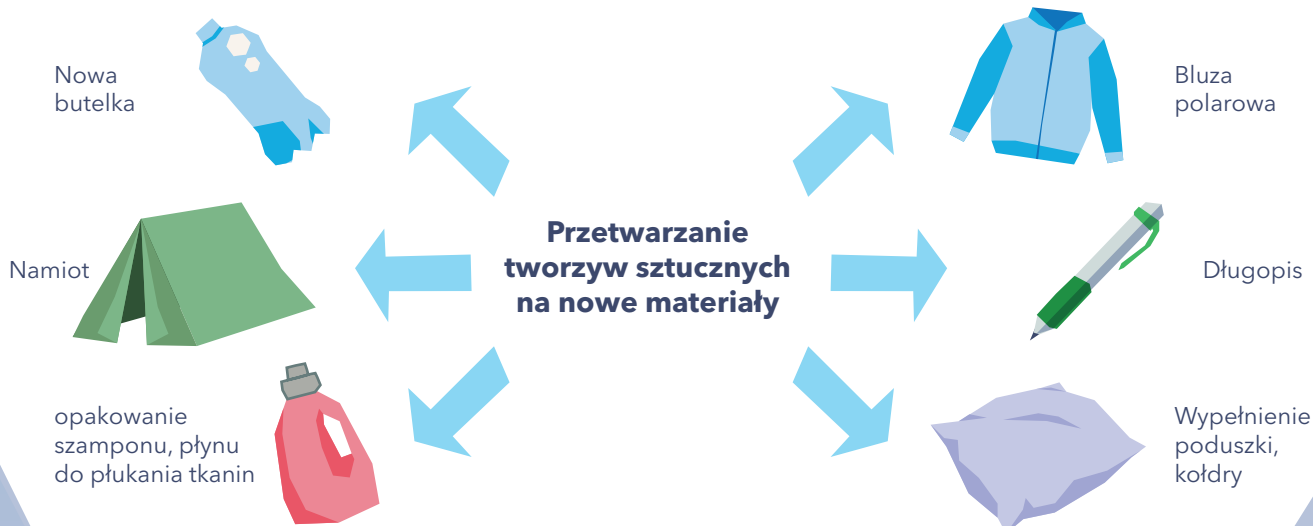 Nowa
butelka
Bluza
polarowa
Namiot
Przetwarzanie
tworzyw sztucznych
na nowe materiały
Długopis
opakowanie
szamponu, płynu
do płukania tkanin
Wypełnienie
poduszki,
kołdry